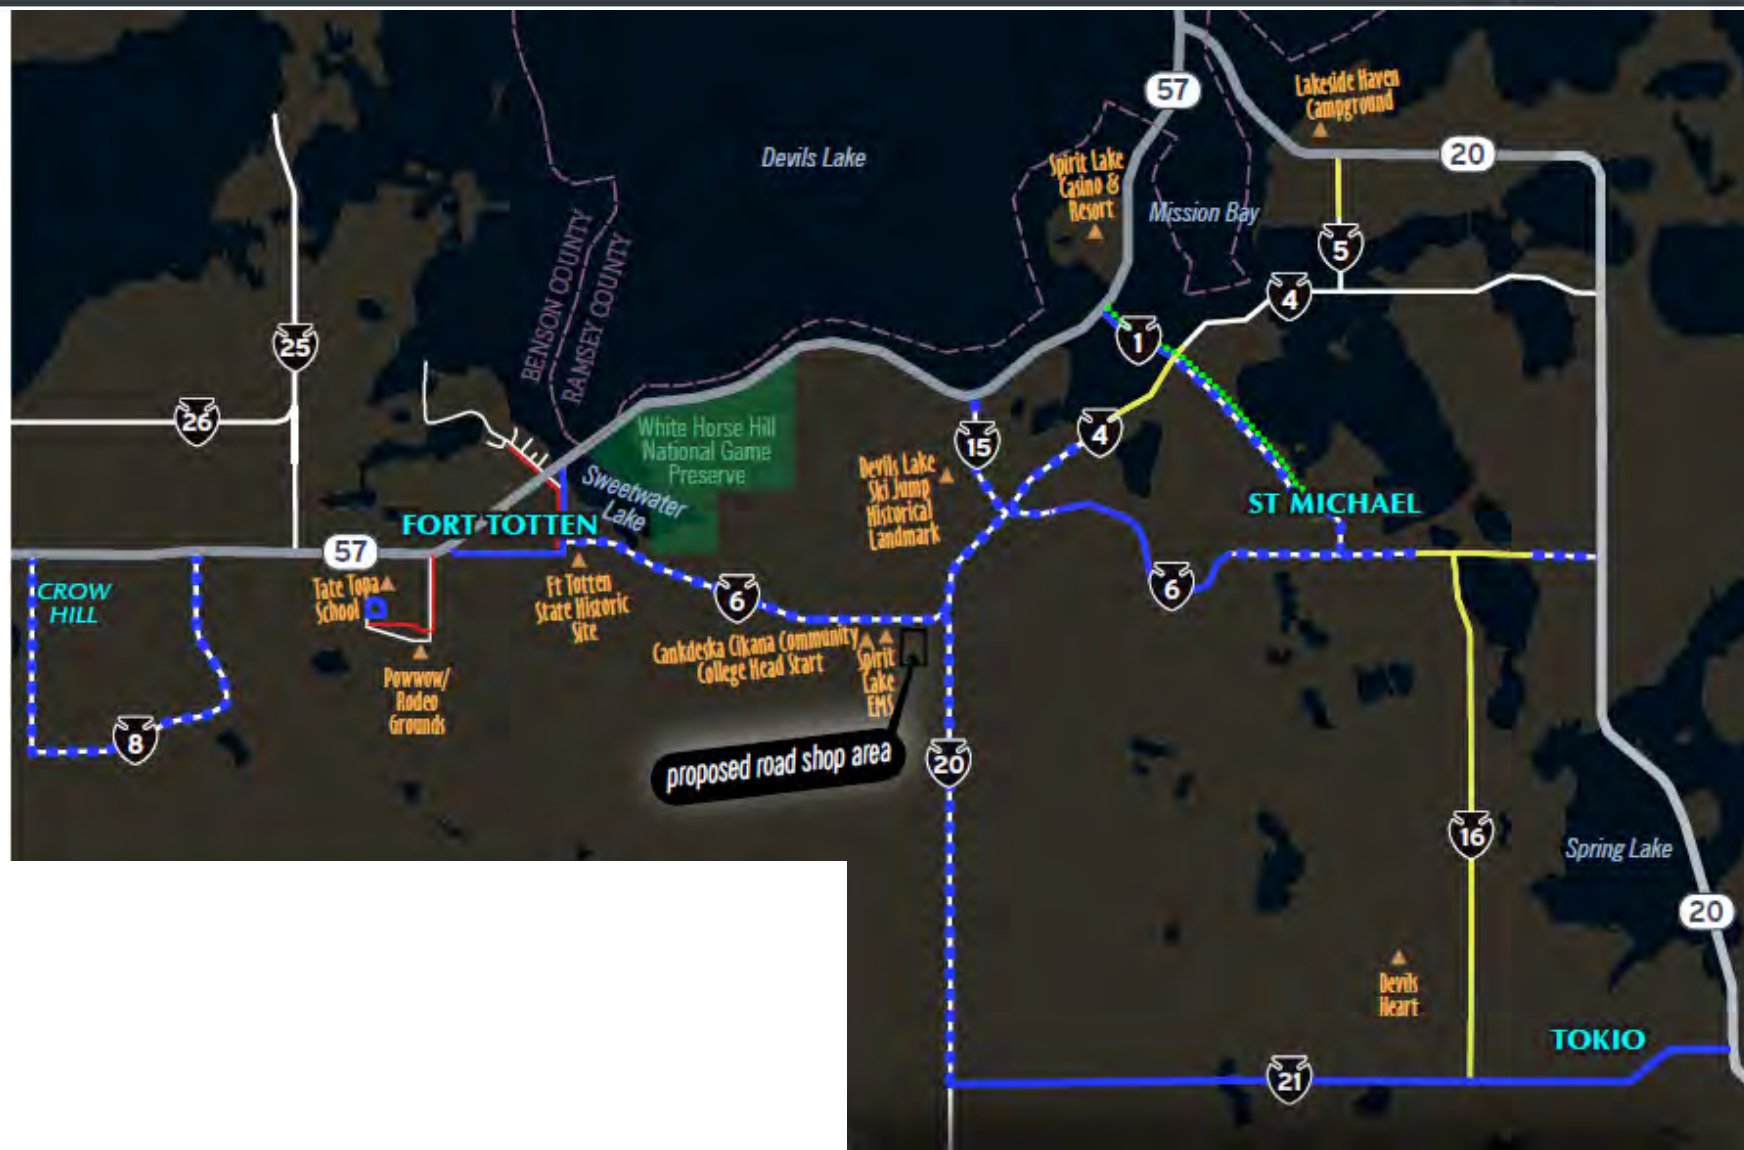 57
Lakeside Haven
Campground
Devils Lake
20
Spirit Lake
Casino &
Resort
Mission Bay
5
4
BENSON COUNTY
RAMSEY COUNTY
25
1
26
White Horse Hill
National Game
Preserve
15
4
Devils Lake
Ski Jump
Historical
Landmark
Sweetwater
Lake
ST MICHAEL
FORT TOTTEN
57
CROW
HILL
Tate Topa
School
Ft Totten
State Historic
Site
6
6
Cankdeska Cikana Community
College Head Start
Spirit
Lake
EMS
Powwow/
Rodeo
Grounds
8
proposed road shop area
20
16
Spring Lake
20
Devils
Heart
TOKIO
21